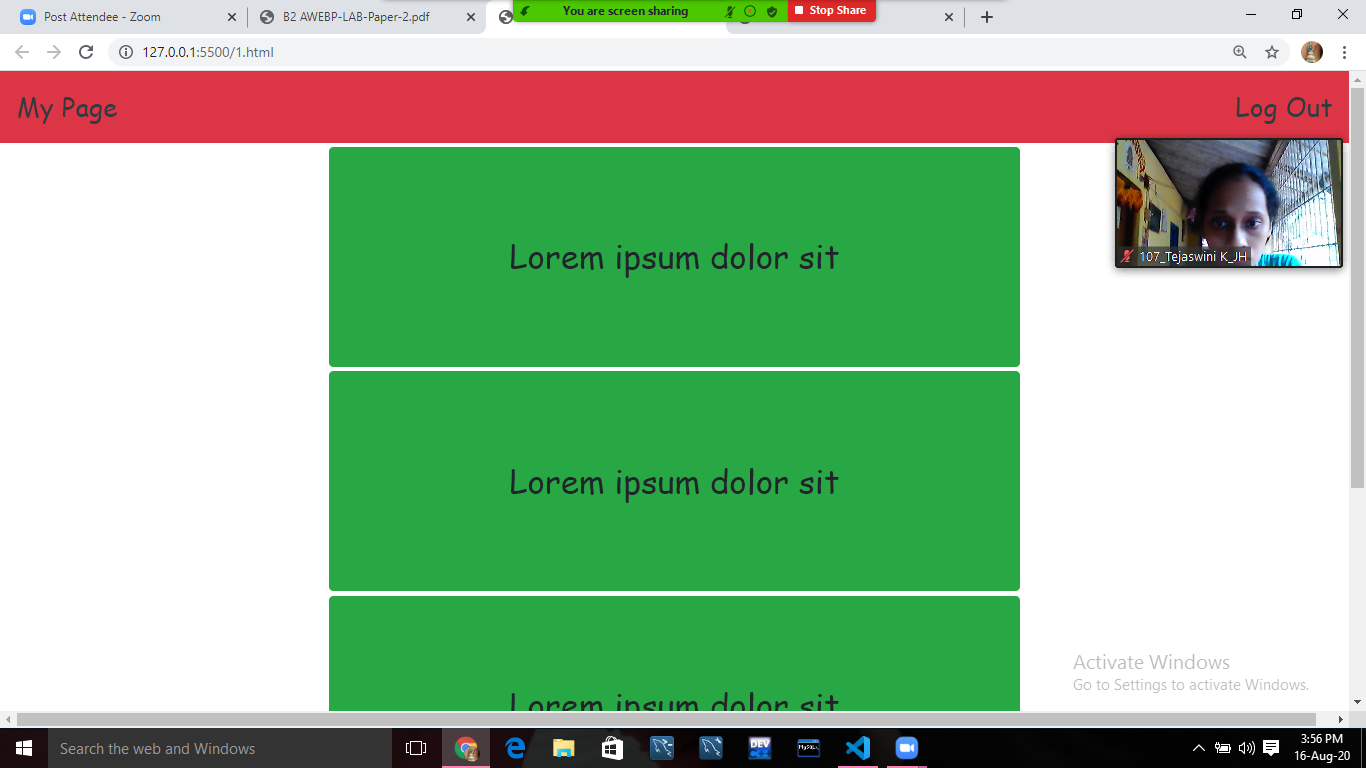 Post Attendee - Zoom
B2 AWEBP-LAB-Paper-2.pdf
You are screen sharing
Stop Share
127.0.0.1:5500/1.html
My Page
Log Out
107_Tejaswini K_JH
Lorem ipsum dolor sit
Lorem ipsum dolor sit
Lorem ipsum dolor sit
Activate Windows
Go to Settings to activate Windows.
Search the web and Windows
DEV
MySQL
3:56 PM
16-Aug-20